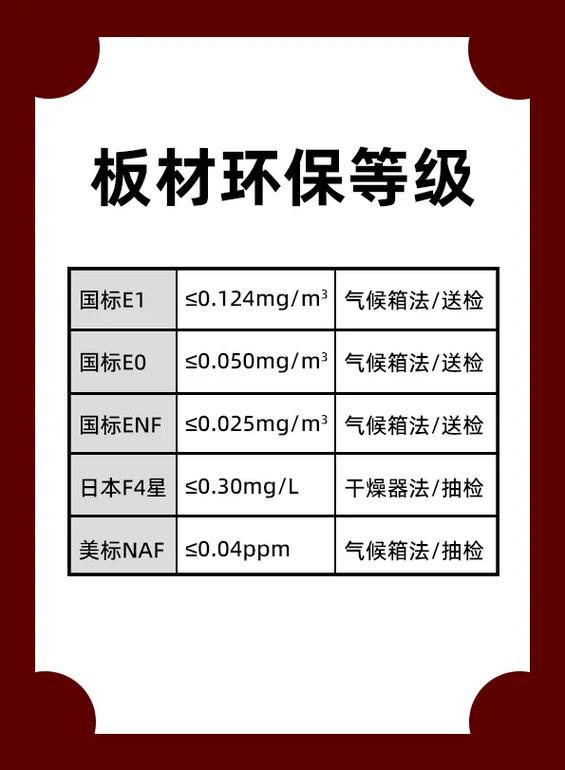 板材环保等级
国标E1 ≤0.124mg/m³ 气候箱法/送检
国标E0 ≤0.050mg/m³ 气候箱法/送检
国标ENF ≤0.025mg/m³ 气候箱法/送检
日本F4星 ≤0.30mg/L 干燥器法/抽检
美标NAF ≤0.04ppm 气候箱法/抽检